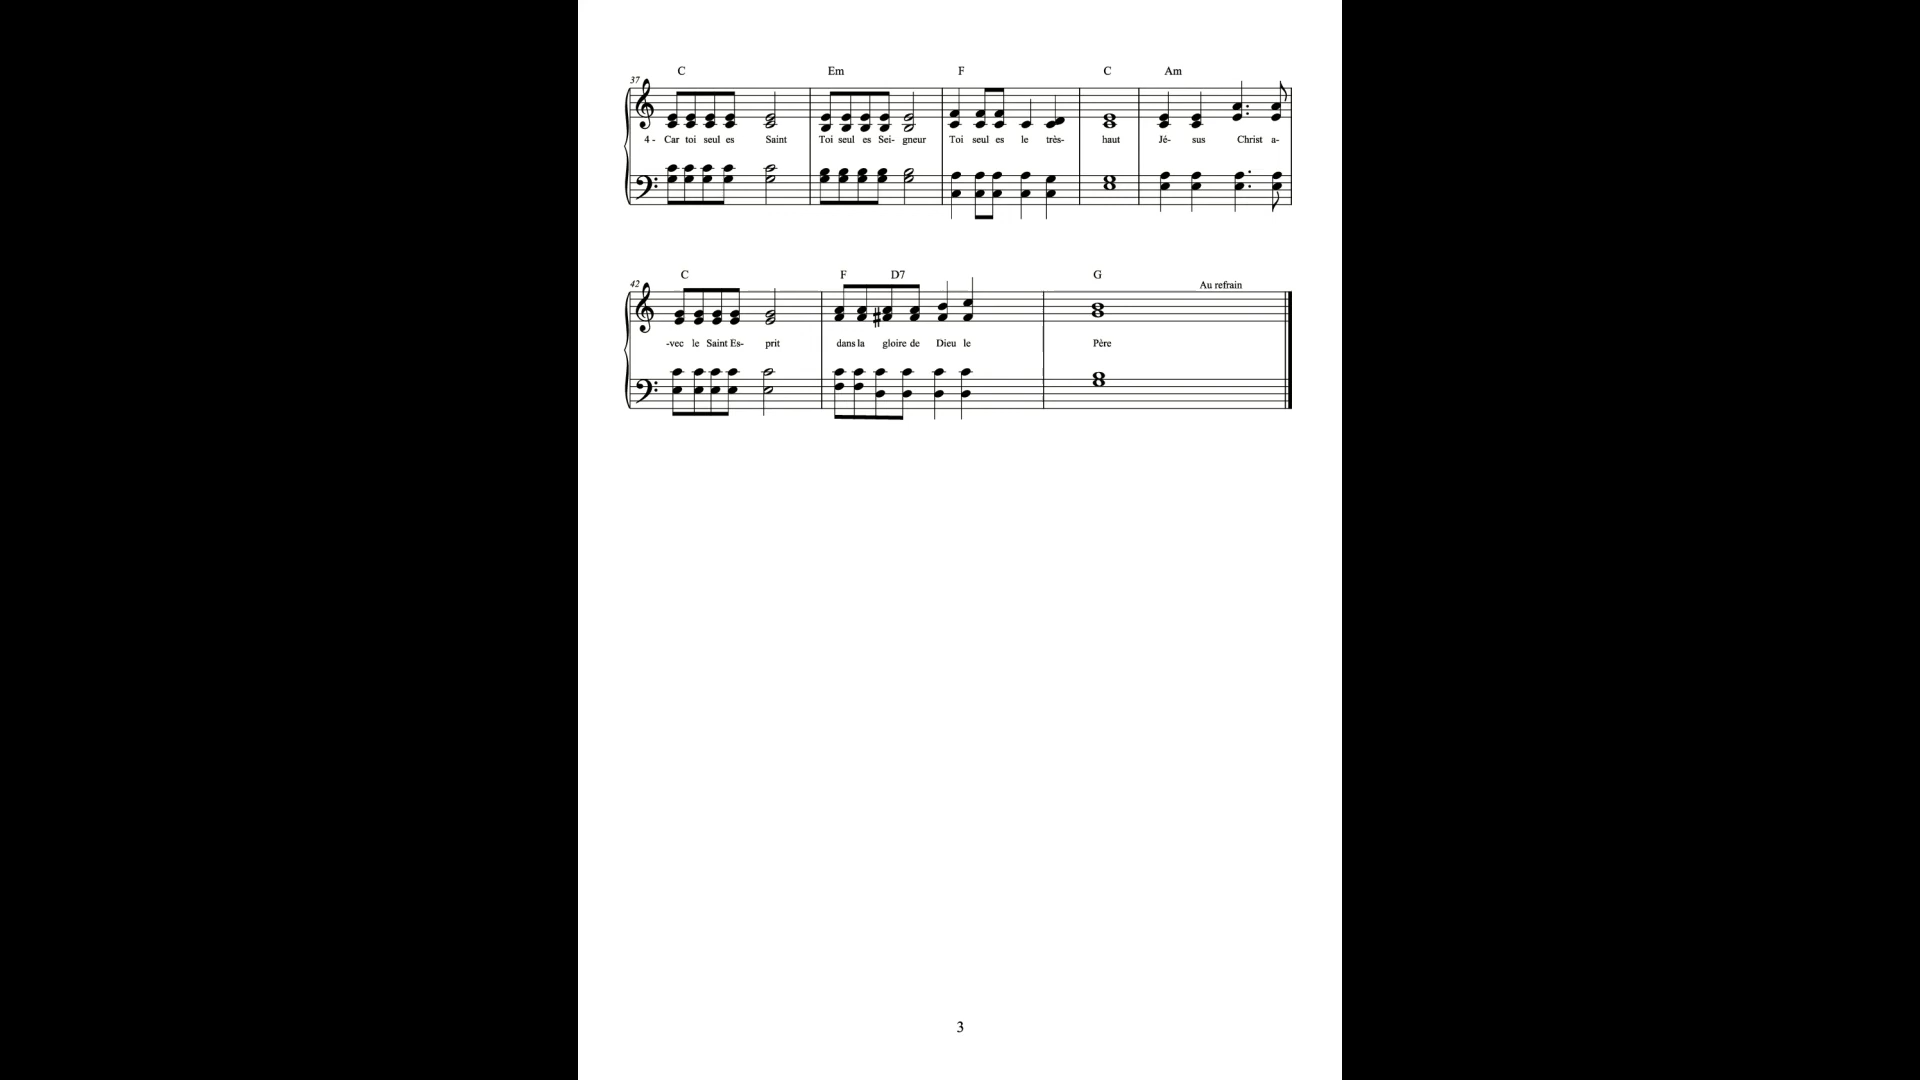 C Em F C Am
37
4 - Car toi seul es Saint Toi seul es Sei- gneur Toi seul es le très- haut Jé- sus Christ a-
C F D7 G
42 Au refrain
-vec le Saint Es- prit dans la gloire de Dieu le Père
3